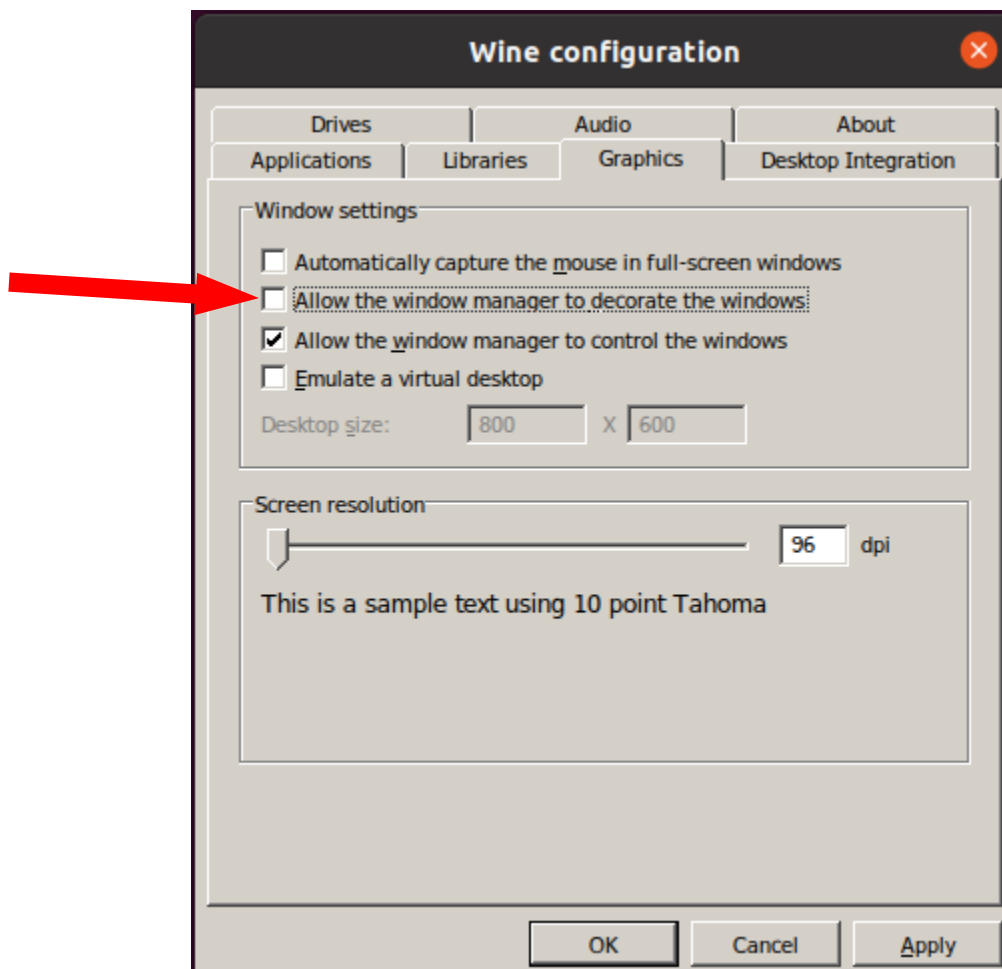 Wine configuration
Drives Audio About
Applications Libraries Graphics Desktop Integration
Window settings
Automatically capture the mouse in full-screen windows
Allow the window manager to decorate the windows
Allow the window manager to control the windows
Emulate a virtual desktop
Desktop size: 800 X 600
Screen resolution
96 dpi
This is a sample text using 10 point Tahoma
OK Cancel Apply